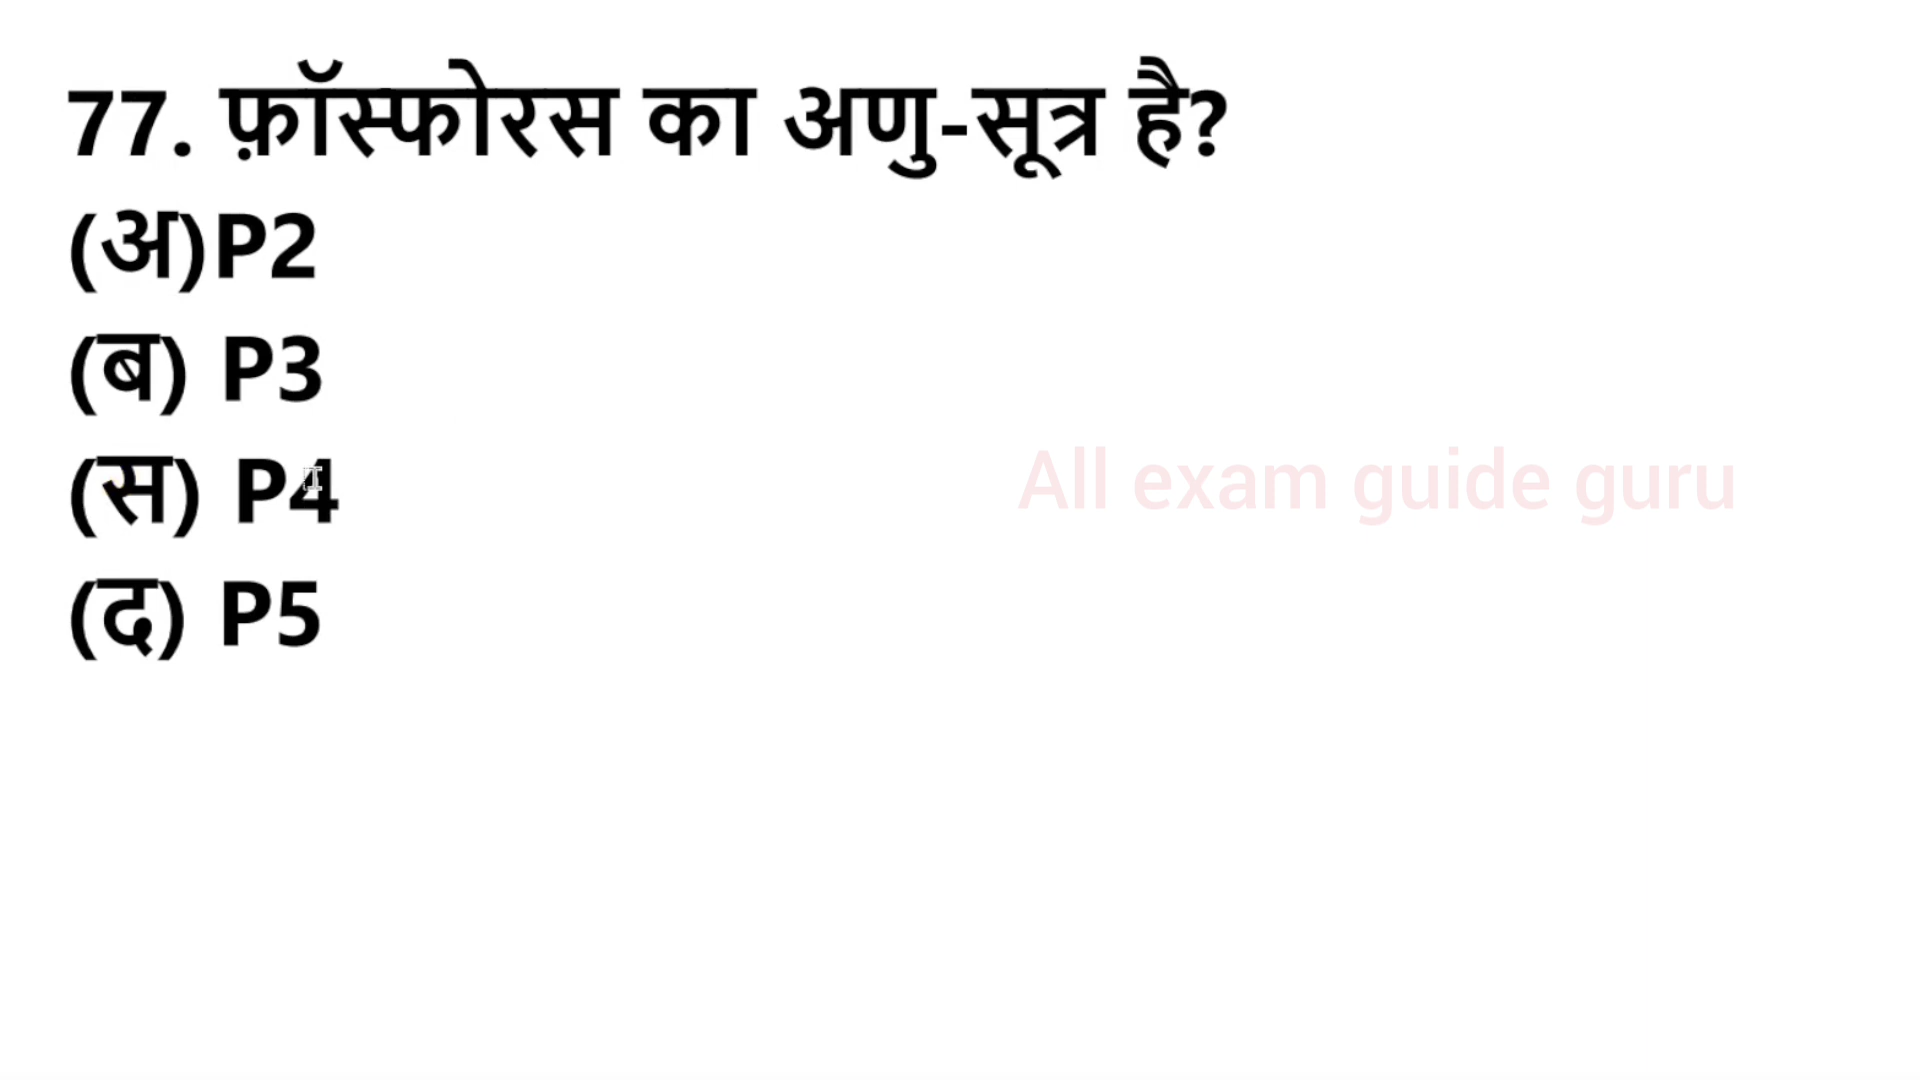 77. फ़ॉस्फोरस का अणु-सूत्र है?
(अ)P2
(ब) P3
(स) P4
(द) P5
All exam guide guru